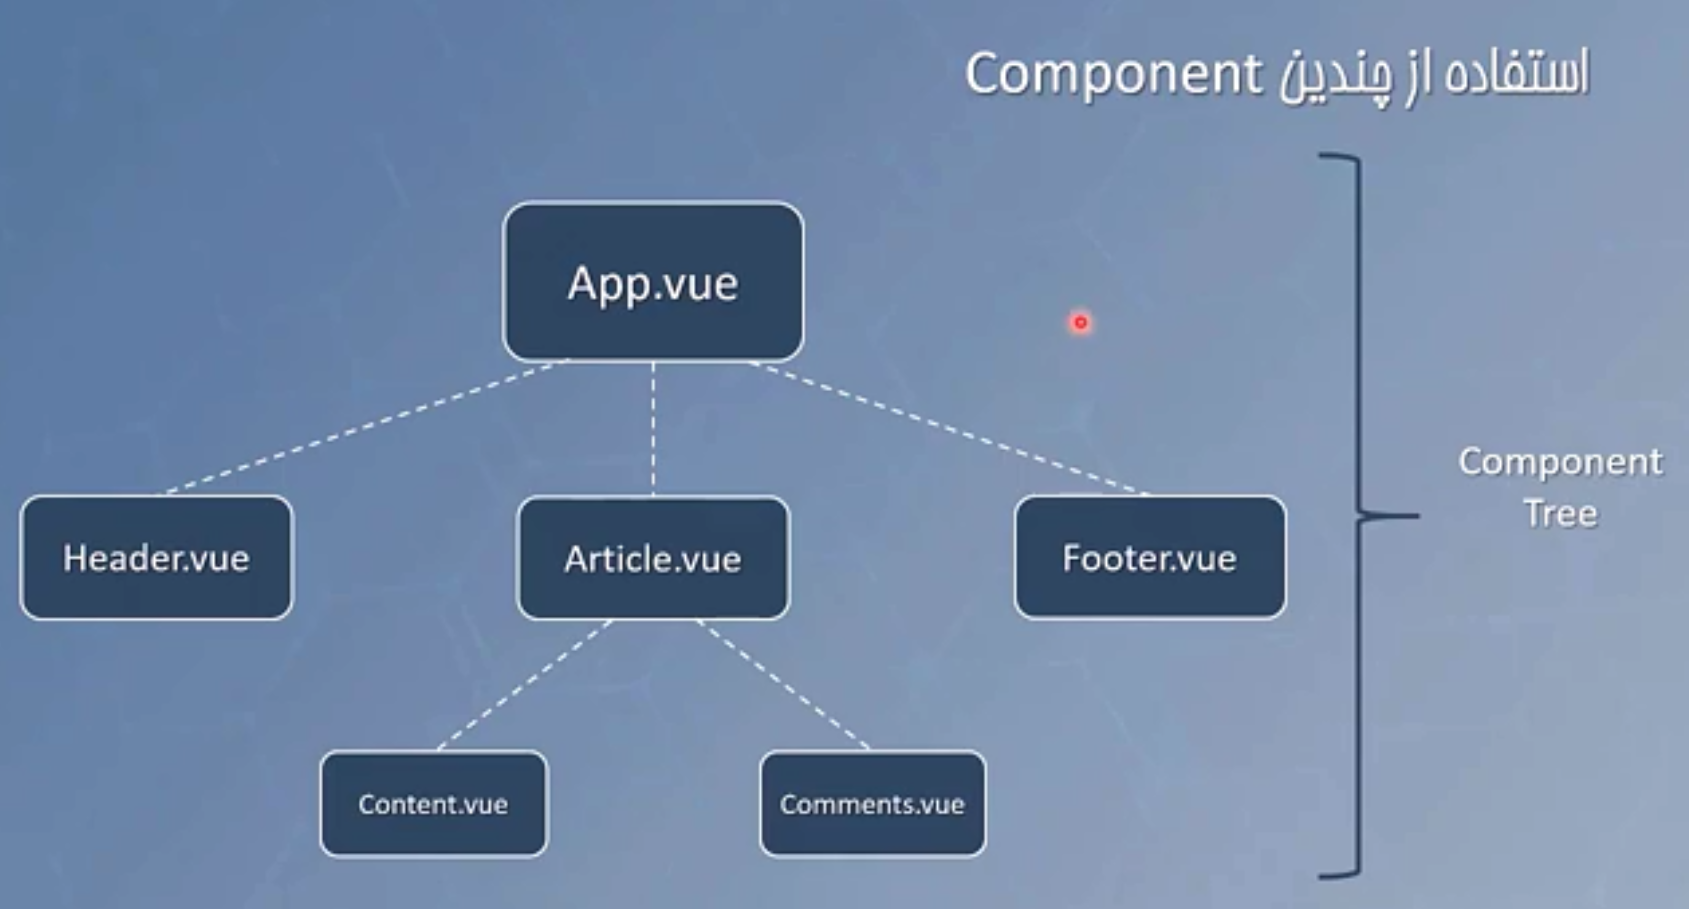 استفاده از چندین Component
App.vue
Header.vue
Article.vue
Footer.vue
Component
Tree
Content.vue
Comments.vue